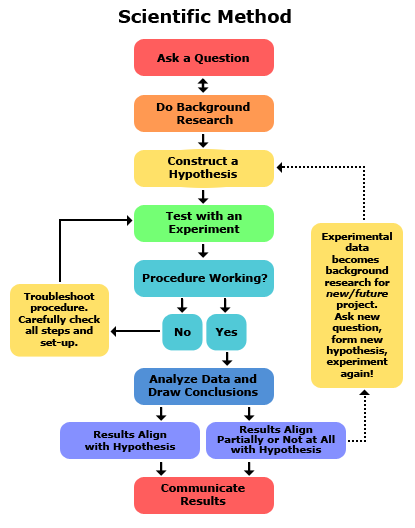 Scientific Method
Ask a Question
Do Background
Research
Construct a
Hypothesis
Test with an
Experiment
Procedure Working?
No
Yes
Troubleshoot
procedure.
Carefully check
all steps and
set-up.
Experimental
data
becomes
background
research for
new/future
project.
Ask new
question,
form new
hypothesis,
experiment
again!
Analyze Data and
Draw Conclusions
Results Align
with Hypothesis
Results Align
Partially or Not at All
with Hypothesis
Communicate
Results